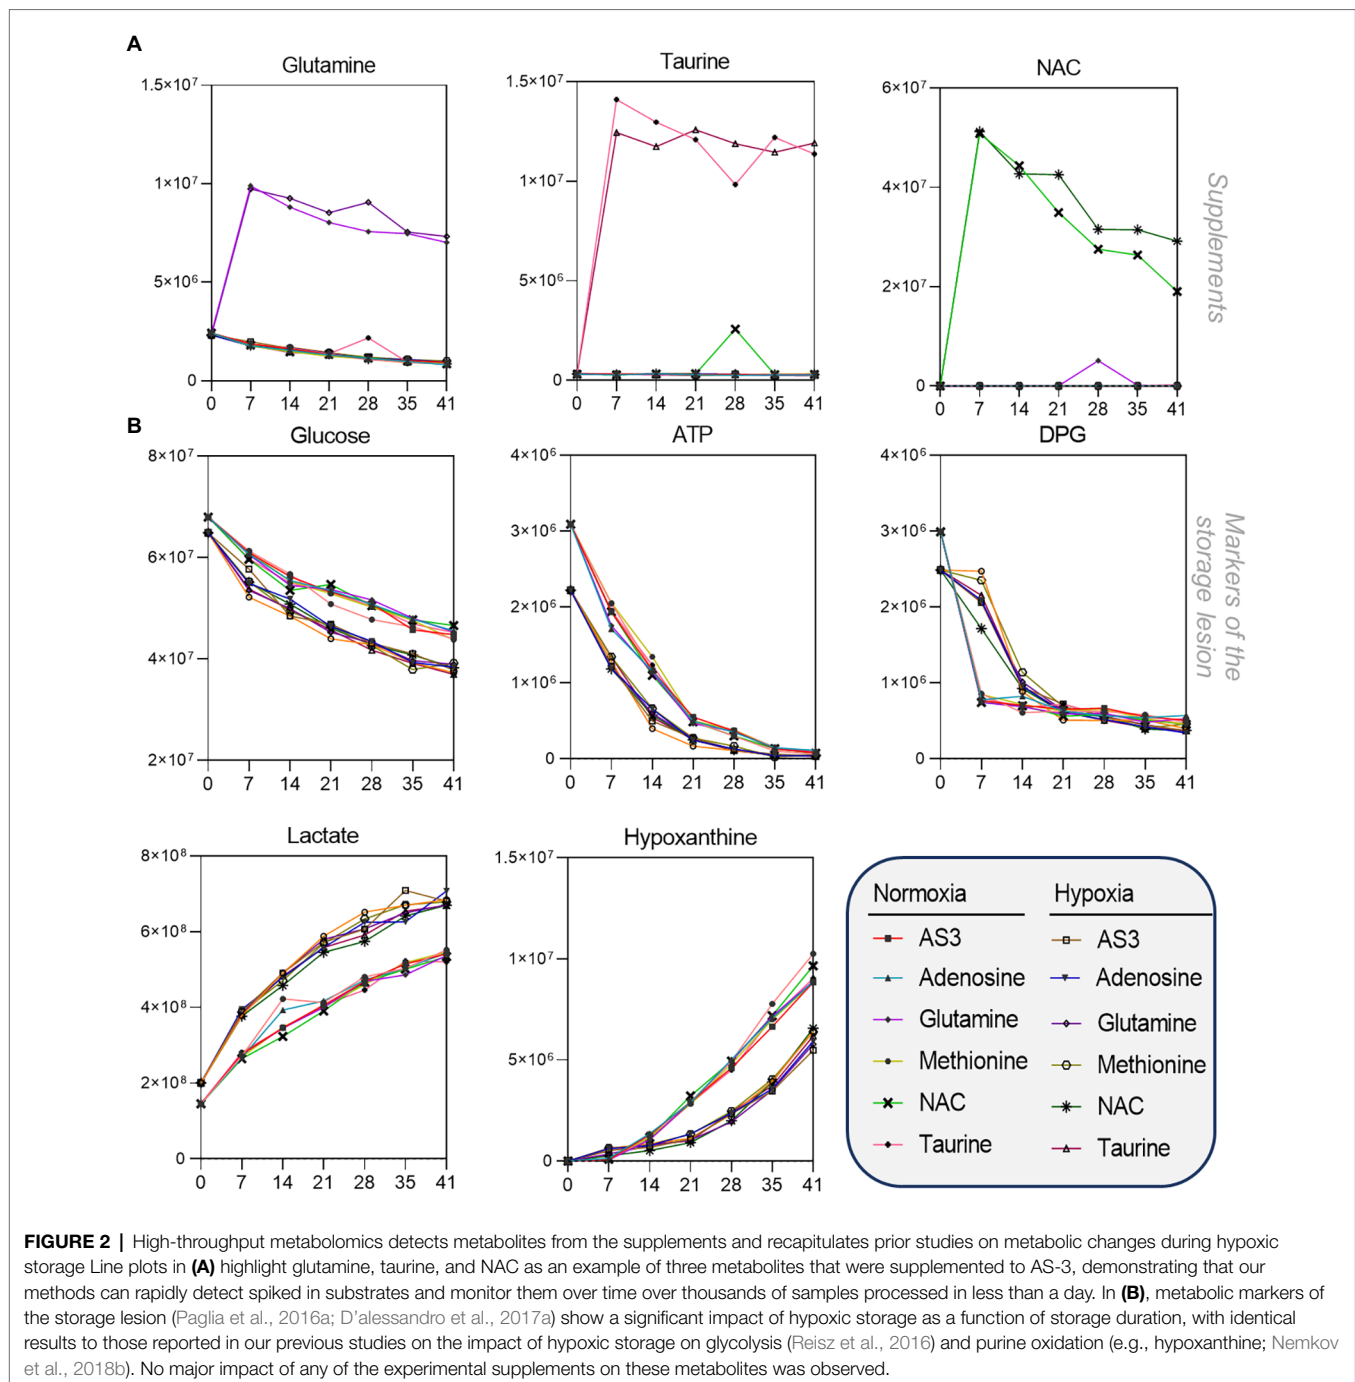 A
Glutamine
1.5×10⁷
1×10⁷
5×10⁶
0
0 7 14 21 28 35 41
Taurine
1.5×10⁷
1×10⁷
5×10⁶
0
0 7 14 21 28 35 41
NAC
6×10⁷
4×10⁷
2×10⁷
0
0 7 14 21 28 35 41
Supplements
B
Glucose
8×10⁷
6×10⁷
4×10⁷
2×10⁷
0 7 14 21 28 35 41
ATP
4×10⁶
3×10⁶
2×10⁶
1×10⁶
0
0 7 14 21 28 35 41
DPG
4×10⁶
3×10⁶
2×10⁶
1×10⁶
0
0 7 14 21 28 35 41
Markers of the
storage lesion
Lactate
8×10⁸
6×10⁸
4×10⁸
2×10⁸
0
0 7 14 21 28 35 41
Hypoxanthine
1.5×10⁷
1×10⁷
5×10⁶
0
0 7 14 21 28 35 41
Normoxia
AS3
Adenosine
Glutamine
Methionine
NAC
Taurine
Hypoxia
AS3
Adenosine
Glutamine
Methionine
NAC
Taurine
FIGURE 2 | High-throughput metabolomics detects metabolites from the supplements and recapitulates prior studies on metabolic changes during hypoxic
storage Line plots in (A) highlight glutamine, taurine, and NAC as an example of three metabolites that were supplemented to AS-3, demonstrating that our
methods can rapidly detect spiked in substrates and monitor them over time over thousands of samples processed in less than a day. In (B), metabolic markers of
the storage lesion (Paglia et al., 2016a; D'alessandro et al., 2017a) show a significant impact of hypoxic storage as a function of storage duration, with identical
results to those reported in our previous studies on the impact of hypoxic storage on glycolysis (Reisz et al., 2016) and purine oxidation (e.g., hypoxanthine; Nemkov
et al., 2018b). No major impact of any of the experimental supplements on these metabolites was observed.